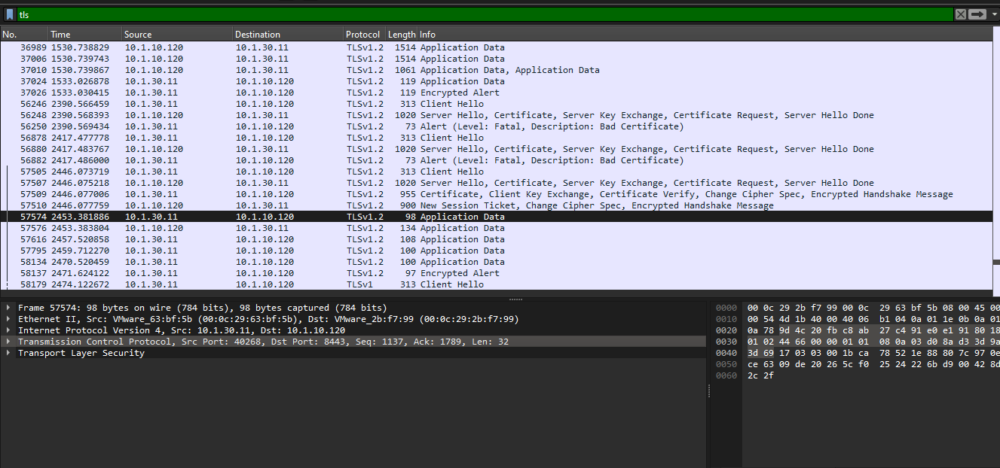 tls
No. Time Source Destination Protocol Length Info
36989 1530.738829 10.1.10.120 10.1.30.11 TLSv1.2 1514 Application Data
37006 1530.739743 10.1.10.120 10.1.30.11 TLSv1.2 1514 Application Data
37010 1530.739867 10.1.10.120 10.1.30.11 TLSv1.2 1061 Application Data, Application Data
37024 1533.026878 10.1.30.11 10.1.10.120 TLSv1.2 119 Application Data
37026 1533.030415 10.1.30.11 10.1.10.120 TLSv1.2 119 Encrypted Alert
56246 2390.566459 10.1.30.11 10.1.10.120 TLSv1.2 313 Client Hello
56248 2390.568393 10.1.10.120 10.1.30.11 TLSv1.2 1020 Server Hello, Certificate, Server Key Exchange, Certificate Request, Server Hello Done
56250 2390.569434 10.1.30.11 10.1.10.120 TLSv1.2 73 Alert (Level: Fatal, Description: Bad Certificate)
56878 2417.477778 10.1.30.11 10.1.10.120 TLSv1.2 313 Client Hello
56880 2417.483767 10.1.10.120 10.1.30.11 TLSv1.2 1020 Server Hello, Certificate, Server Key Exchange, Certificate Request, Server Hello Done
56882 2417.486000 10.1.30.11 10.1.10.120 TLSv1.2 73 Alert (Level: Fatal, Description: Bad Certificate)
57505 2446.073719 10.1.30.11 10.1.10.120 TLSv1.2 313 Client Hello
57507 2446.075218 10.1.10.120 10.1.30.11 TLSv1.2 1020 Server Hello, Certificate, Server Key Exchange, Certificate Request, Server Hello Done
57509 2446.077006 10.1.30.11 10.1.10.120 TLSv1.2 955 Certificate, Client Key Exchange, Certificate Verify, Change Cipher Spec, Encrypted Handshake Message
57510 2446.077759 10.1.10.120 10.1.30.11 TLSv1.2 900 New Session Ticket, Change Cipher Spec, Encrypted Handshake Message
57574 2453.381886 10.1.30.11 10.1.10.120 TLSv1.2 98 Application Data
57576 2453.383804 10.1.10.120 10.1.30.11 TLSv1.2 134 Application Data
57616 2457.520858 10.1.30.11 10.1.10.120 TLSv1.2 108 Application Data
57795 2459.712270 10.1.30.11 10.1.10.120 TLSv1.2 100 Application Data
58134 2470.520459 10.1.30.11 10.1.10.120 TLSv1.2 100 Application Data
58137 2471.624122 10.1.30.11 10.1.10.120 TLSv1.2 97 Encrypted Alert
58179 2474.122672 10.1.30.11 10.1.10.120 TLSv1 313 Client Hello
Frame 57574: 98 bytes on wire (784 bits), 98 bytes captured (784 bits)
Ethernet II, Src: VMware_63:bf:5b (00:0c:29:63:bf:5b), Dst: VMware_2b:f7:99 (00:0c:29:2b:f7:99)
Internet Protocol Version 4, Src: 10.1.30.11, Dst: 10.1.10.120
Transmission Control Protocol, Src Port: 40268, Dst Port: 8443, Seq: 1137, Ack: 1789, Len: 32
Transport Layer Security
0000 00 0c 29 2b f7 99 00 0c 29 63 bf 5b 08 00 45 00
0010 00 54 4d 1b 40 00 40 06 b1 04 0a 01 1e 0b 0a 01
0020 0a 78 9d 4c 20 fb c8 ab 27 c4 91 e0 e1 91 80 18
0030 01 02 44 66 00 00 01 01 08 0a 03 d0 8a d3 3d 9a
0040 3d 69 17 03 03 00 1b ca 78 52 1e 88 80 7c 97 0e
0050 ce 63 09 de 20 26 5c f0 25 24 22 6b d9 00 42 8d
0060 2c 2f